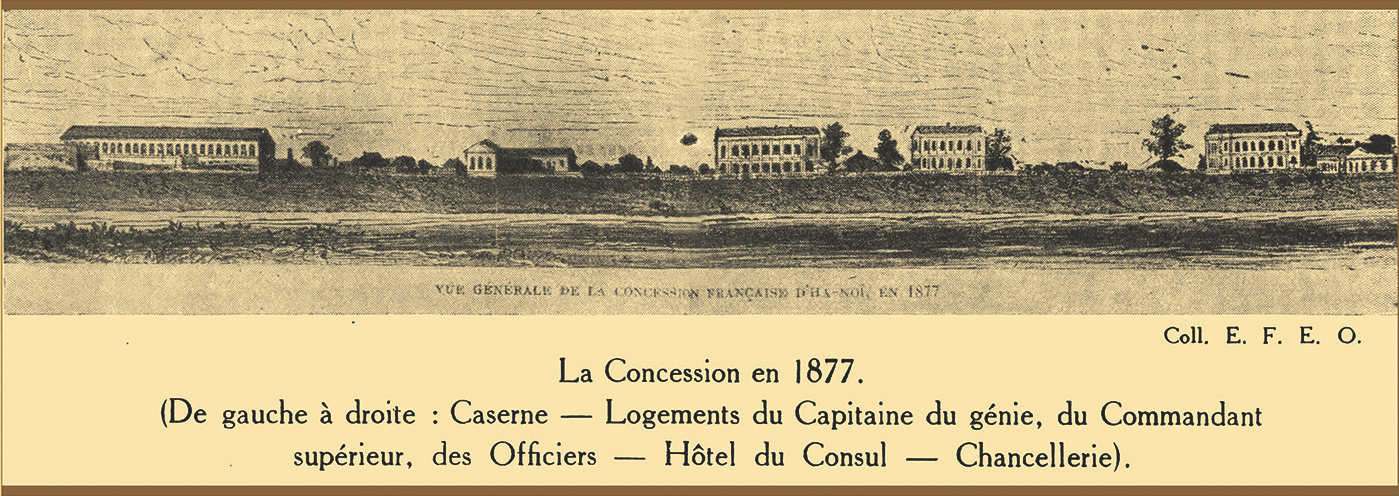 VUE GÉNÉRALE DE LA CONCESSION FRANÇAISE D'HA-NOÏ, EN 1877
Coll. E. F. E. O.
La Concession en 1877.
(De gauche à droite : Caserne — Logements du Capitaine du génie, du Commandant
supérieur, des Officiers — Hôtel du Consul — Chancellerie).